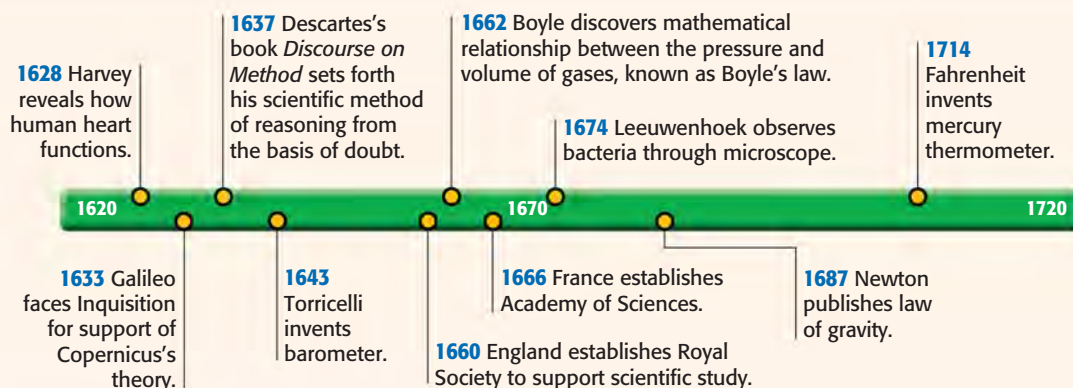 1628 Harvey
reveals how
human heart
functions.
1637 Descartes's
book Discourse on
Method sets forth
his scientific method
of reasoning from
the basis of doubt.
1662 Boyle discovers mathematical
relationship between the pressure and
volume of gases, known as Boyle's law.
1674 Leeuwenhoek observes
bacteria through microscope.
1714
Fahrenheit
invents
mercury
thermometer.
1620
1670
1720
1633 Galileo
faces Inquisition
for support of
Copernicus's
theory.
1643
Torricelli
invents
barometer.
1660 England establishes Royal
Society to support scientific study.
1666 France establishes
Academy of Sciences.
1687 Newton
publishes law
of gravity.